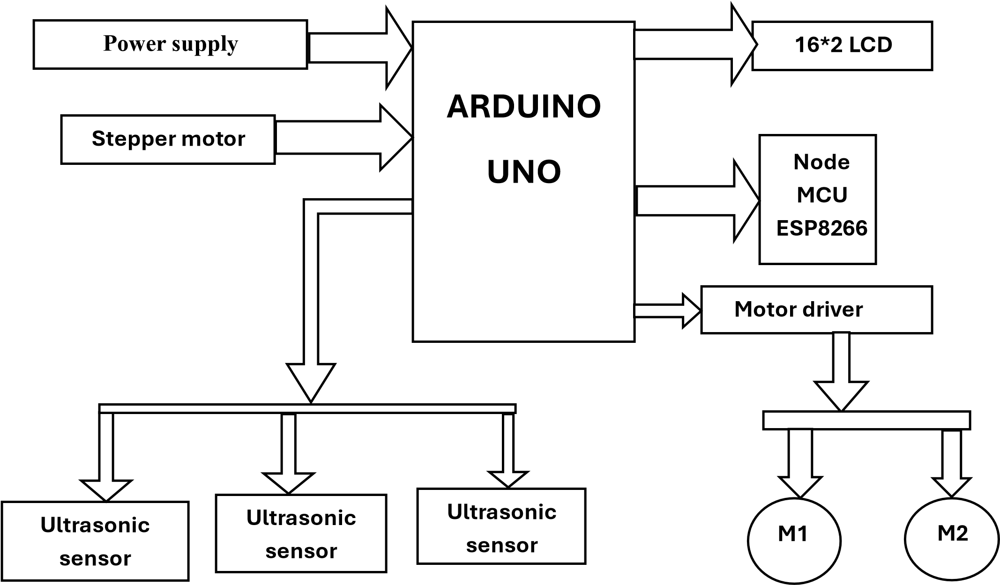 Power supply
16*2 LCD
ARDUINO
UNO
Stepper motor
Node
MCU
ESP8266
Motor driver
Ultrasonic
sensor
Ultrasonic
sensor
Ultrasonic
sensor
M1
M2